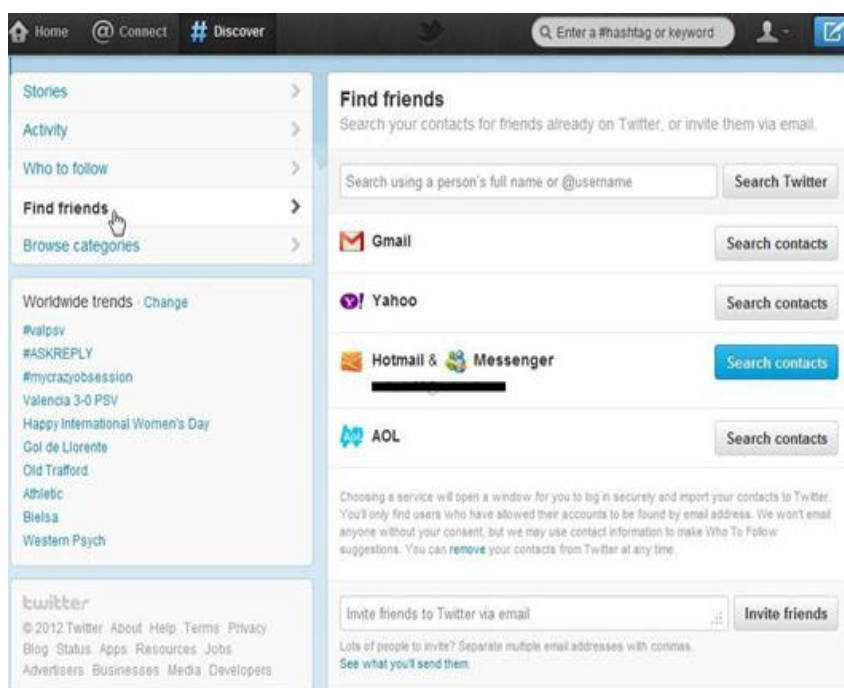 Home @ Connect # Discover
Enter a #hashtag or keyword
Stories
Activity
Who to follow
Find friends
Browse categories
Worldwide trends · Change
#valpsv
#ASKREPLY
#mycrazyobsession
Valencia 3-0 PSV
Happy International Women's Day
Gol de Llorente
Old Trafford
Athletic
Bielsa
Western Psych
twitter
© 2012 Twitter About Help Terms Privacy
Blog Status Apps Resources Jobs
Advertisers Businesses Media Developers
Find friends
Search your contacts for friends already on Twitter, or invite them via email.
Search using a person's full name or @username
Search Twitter
Gmail
Search contacts
Yahoo
Search contacts
Hotmail & Messenger
Search contacts
AOL
Search contacts
Choosing a service will open a window for you to log in securely and import your contacts to Twitter.
You'll only find users who have allowed their accounts to be found by email address. We won't email
anyone without your consent, but we may use contact information to make Who To Follow
suggestions. You can remove your contacts from Twitter at any time.
Invite friends to Twitter via email
Invite friends
Lots of people to invite? Separate multiple email addresses with commas.
See what you'll send them